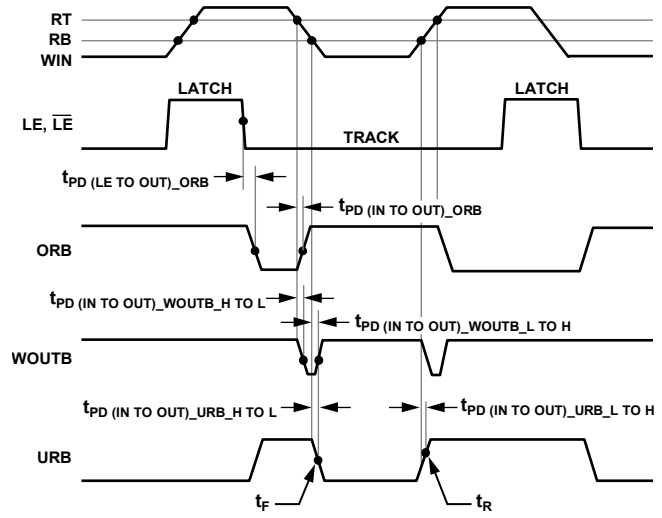 RT
RB
WIN
LATCH
LATCH
LE, L̅E̅
TRACK
tPD (LE TO OUT)_ORB
tPD (IN TO OUT)_ORB
ORB
tPD (IN TO OUT)_WOUTB_H TO L
tPD (IN TO OUT)_WOUTB_L TO H
WOUTB
tPD (IN TO OUT)_URB_H TO L
tPD (IN TO OUT)_URB_L TO H
URB
tF
tR